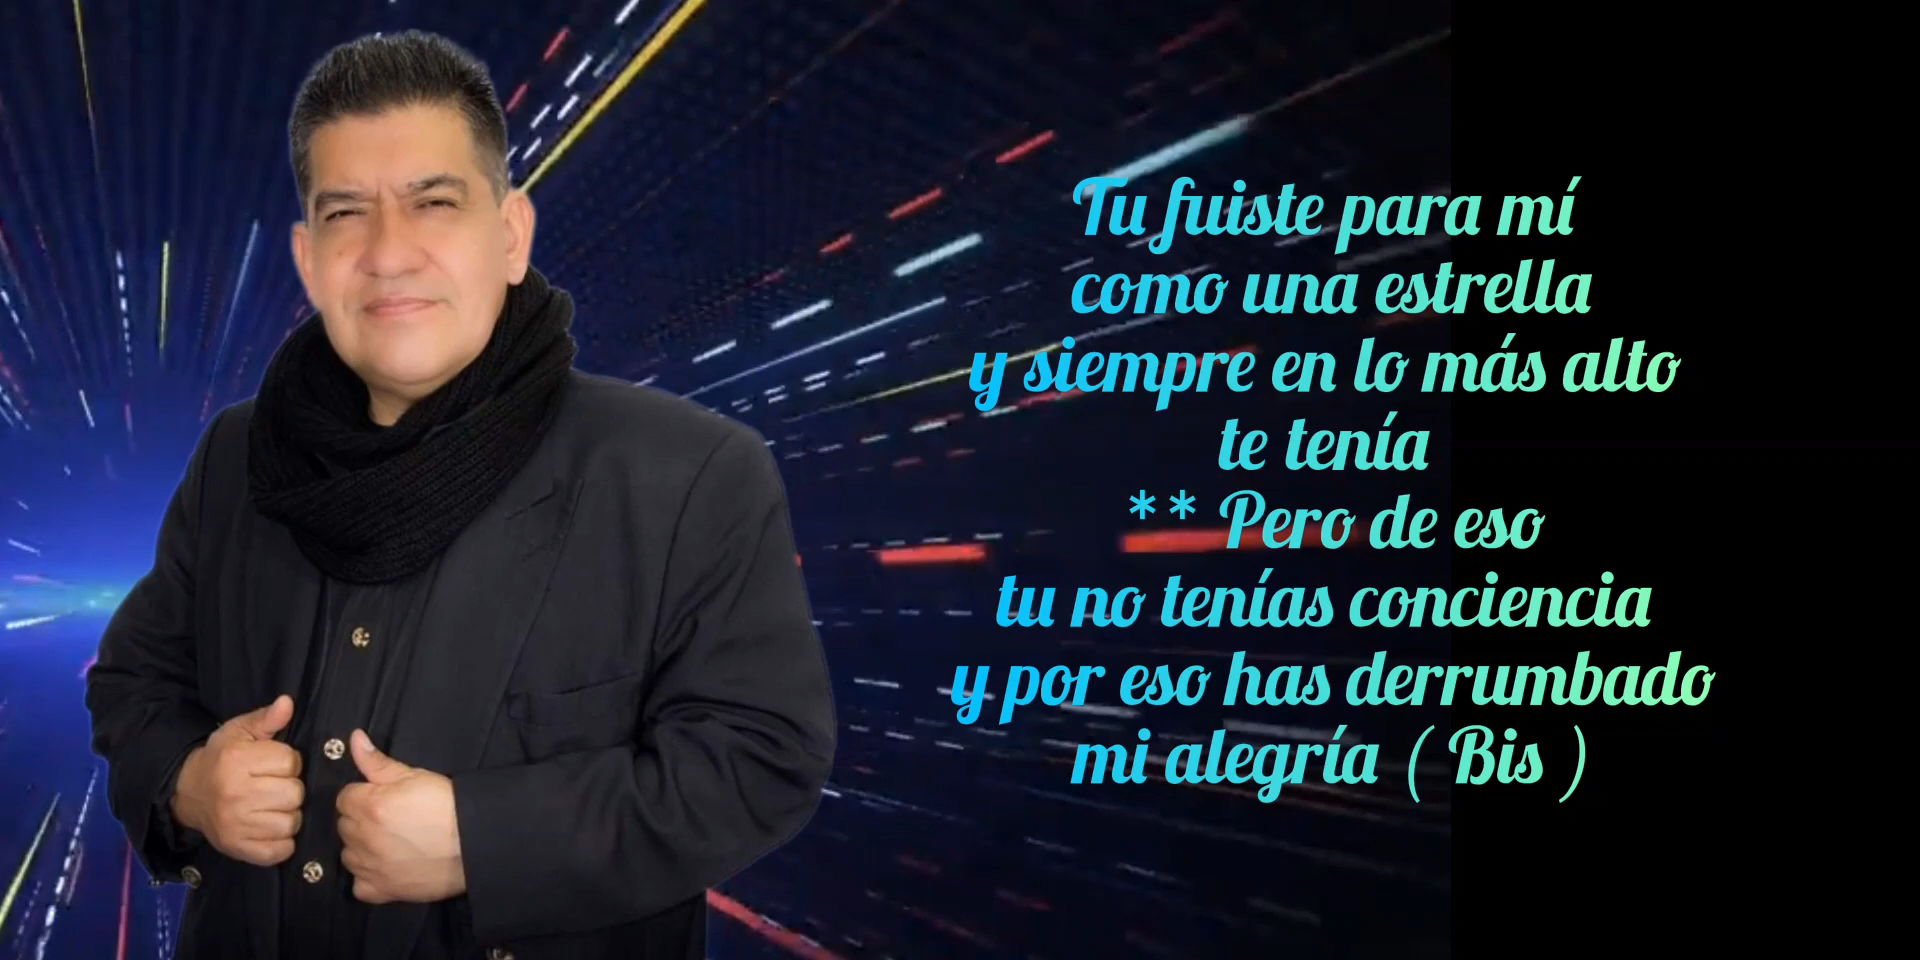 Tu fuiste para mí
como una estrella
y siempre en lo más alto
te tenía
** Pero de eso
tu no tenías conciencia
y por eso has derrumbado
mi alegría ( Bis )